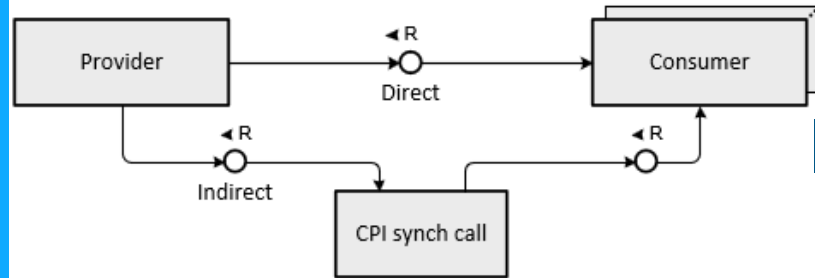 ◄ R
Provider
Consumer
Direct
◄ R
◄ R
Indirect
CPI synch call